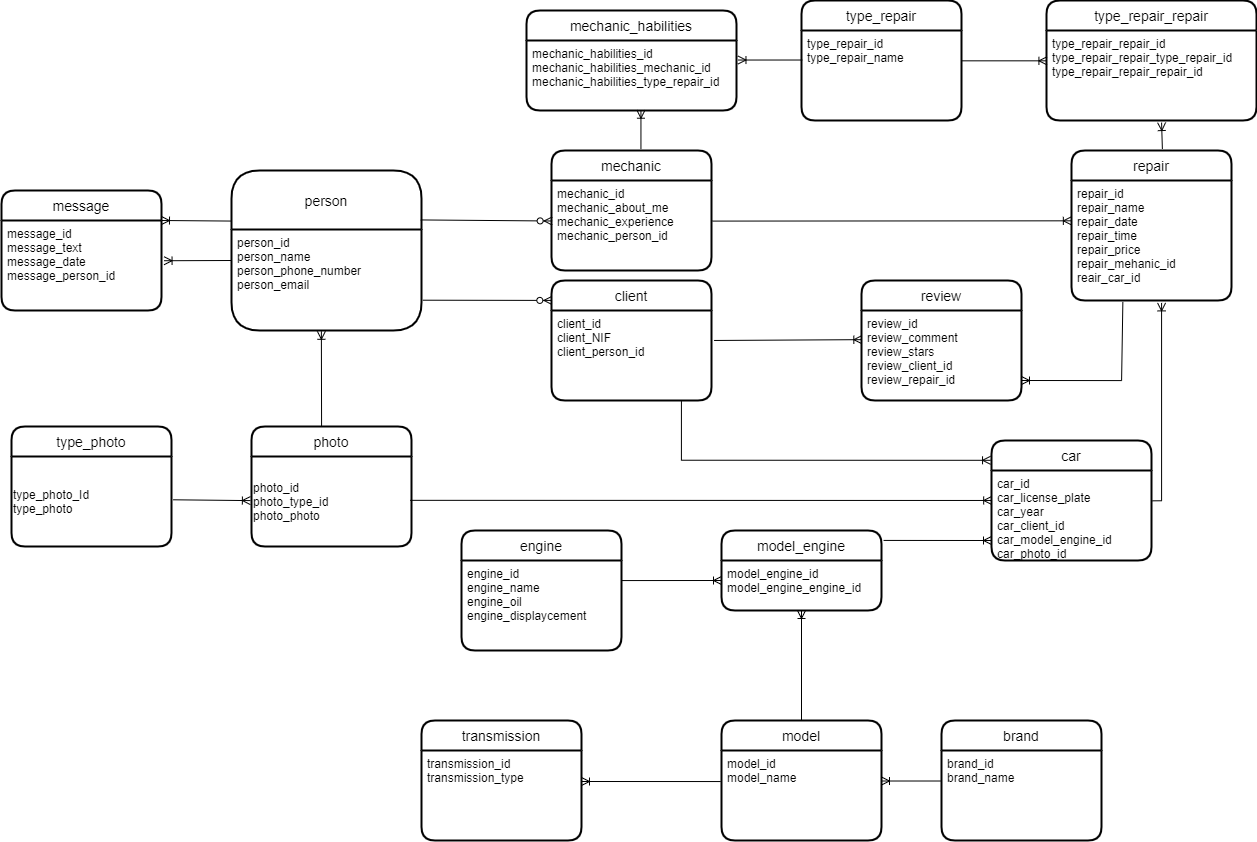 mechanic_habilities
mechanic_habilities_id
mechanic_habilities_mechanic_id
mechanic_habilities_type_repair_id
type_repair
type_repair_id
type_repair_name
type_repair_repair
type_repair_repair_id
type_repair_repair_type_repair_id
type_repair_repair_repair_id
message
message_id
message_text
message_date
message_person_id
person
person_id
person_name
person_phone_number
person_email
mechanic
mechanic_id
mechanic_about_me
mechanic_experience
mechanic_person_id
repair
repair_id
repair_name
repair_date
repair_time
repair_price
repair_mehanic_id
reair_car_id
client
client_id
client_NIF
client_person_id
review
review_id
review_comment
review_stars
review_client_id
review_repair_id
type_photo
type_photo_Id
type_photo
photo
photo_id
photo_type_id
photo_photo
car
car_id
car_license_plate
car_year
car_client_id
car_model_engine_id
car_photo_id
engine
engine_id
engine_name
engine_oil
engine_displaycement
model_engine
model_engine_id
model_engine_engine_id
transmission
transmission_id
transmission_type
model
model_id
model_name
brand
brand_id
brand_name